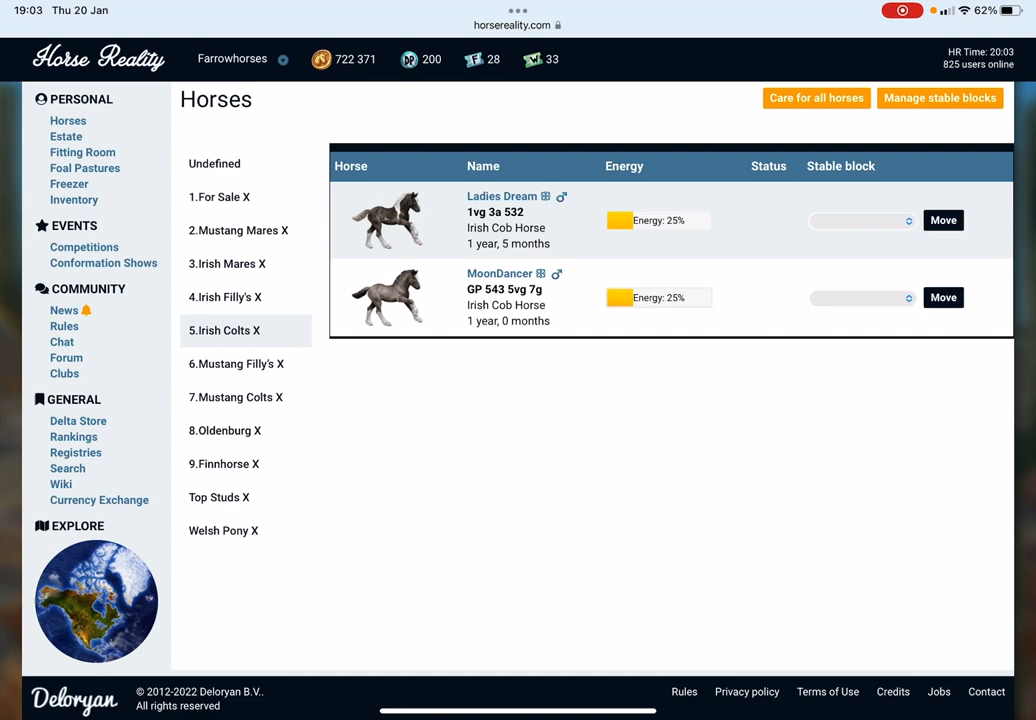 19:03 Thu 20 Jan
62%
horsereality.com
Horse Reality
Farrowhorses
722 371
DP 200
28
33
HR Time: 20:03
825 users online
PERSONAL
Horses
Estate
Fitting Room
Foal Pastures
Freezer
Inventory
EVENTS
Competitions
Conformation Shows
COMMUNITY
News
Rules
Chat
Forum
Clubs
GENERAL
Delta Store
Rankings
Registries
Search
Wiki
Currency Exchange
EXPLORE
Horses
Care for all horses
Manage stable blocks
Undefined
1.For Sale X
2.Mustang Mares X
3.Irish Mares X
4.Irish Filly's X
5.Irish Colts X
6.Mustang Filly's X
7.Mustang Colts X
8.Oldenburg X
9.Finnhorse X
Top Studs X
Welsh Pony X
Horse Name Energy Status Stable block
Ladies Dream ♂
1vg 3a 532
Irish Cob Horse
1 year, 5 months
Energy: 25%
Move
MoonDancer ♂
GP 543 5vg 7g
Irish Cob Horse
1 year, 0 months
Energy: 25%
Move
Deloryan
© 2012-2022 Deloryan B.V..
All rights reserved
Rules Privacy policy Terms of Use Credits Jobs Contact